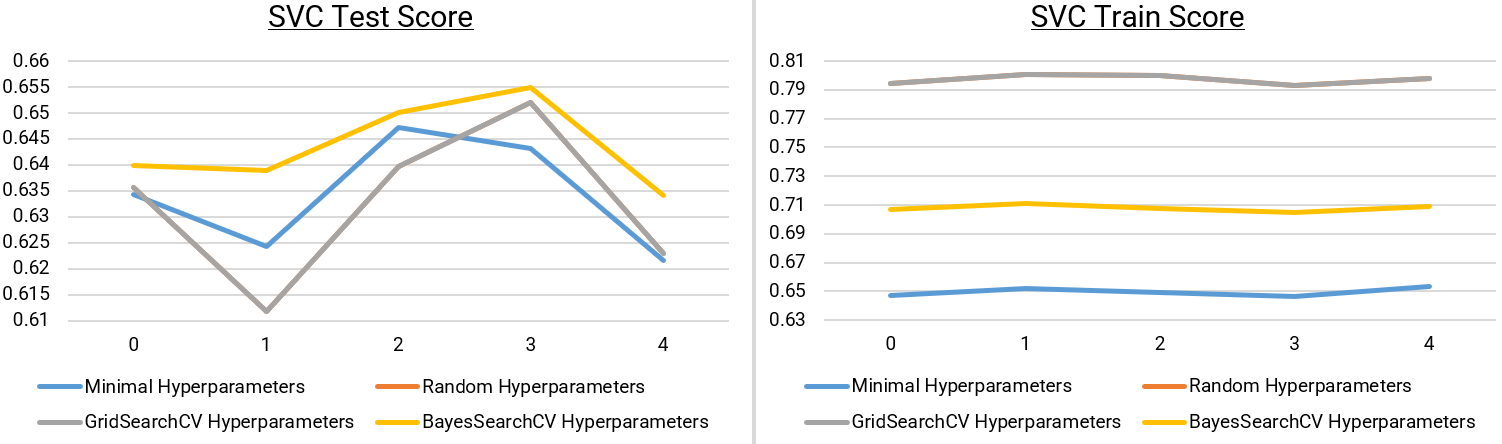 SVC Test Score
0.66
0.655
0.65
0.645
0.64
0.635
0.63
0.625
0.62
0.615
0.61
0 1 2 3 4
Minimal Hyperparameters Random Hyperparameters
GridSearchCV Hyperparameters BayesSearchCV Hyperparameters
SVC Train Score
0.81
0.79
0.77
0.75
0.73
0.71
0.69
0.67
0.65
0.63
0 1 2 3 4
Minimal Hyperparameters Random Hyperparameters
GridSearchCV Hyperparameters BayesSearchCV Hyperparameters